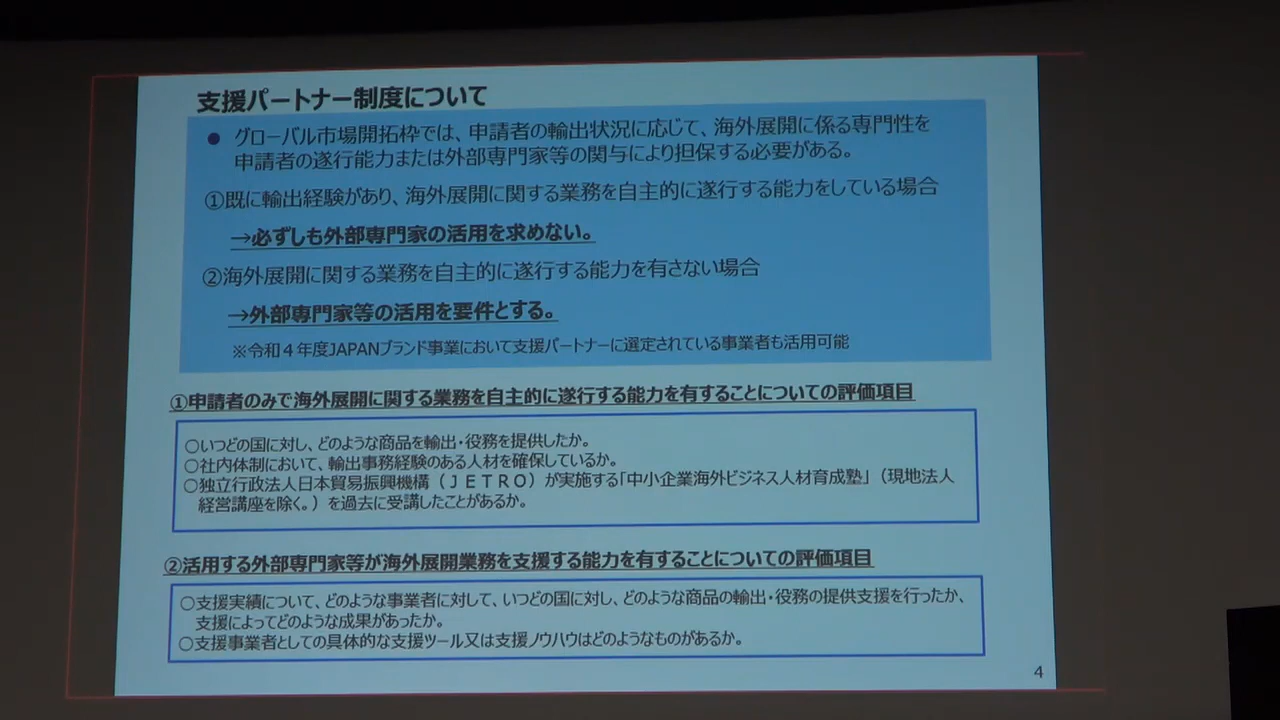 支援パートナー制度について
● グローバル市場開拓枠では、申請者の輸出状況に応じて、海外展開に係る専門性を
申請者の遂行能力または外部専門家等の関与により担保する必要がある。
①既に輸出経験があり、海外展開に関する業務を自主的に遂行する能力をしている場合
→必ずしも外部専門家の活用を求めない。
②海外展開に関する業務を自主的に遂行する能力を有さない場合
→外部専門家等の活用を要件とする。
※令和４年度JAPANブランド事業において支援パートナーに選定されている事業者も活用可能
①申請者のみで海外展開に関する業務を自主的に遂行する能力を有することについての評価項目
○いつどの国に対し、どのような商品を輸出・役務を提供したか。
○社内体制において、輸出事務経験のある人材を確保しているか。
○独立行政法人日本貿易振興機構（ＪＥＴＲＯ）が実施する「中小企業海外ビジネス人材育成塾」（現地法人
経営講座を除く。）を過去に受講したことがあるか。
②活用する外部専門家等が海外展開業務を支援する能力を有することについての評価項目
○支援実績について、どのような事業者に対して、いつどの国に対し、どのような商品の輸出・役務の提供支援を行ったか、
支援によってどのような成果があったか。
○支援事業者としての具体的な支援ツール又は支援ノウハウはどのようなものがあるか。
4